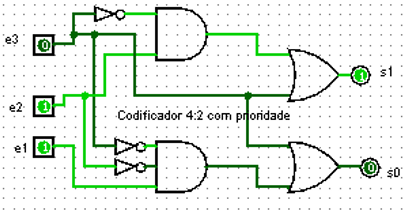 e3
0
s1
1
e2
1
Codificador 4:2 com prioridade
e1
1
0
s0